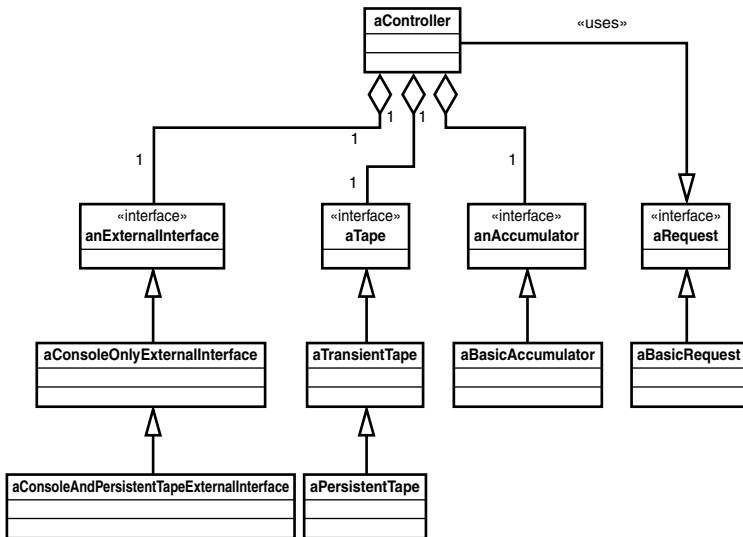 aController
«uses»
1
1
1
1
1
1
«interface»
anExternalInterface
«interface»
aTape
«interface»
anAccumulator
«interface»
aRequest
aConsoleOnlyExternalInterface
aTransientTape
aBasicAccumulator
aBasicRequest
aConsoleAndPersistentTapeExternalInterface
aPersistentTape